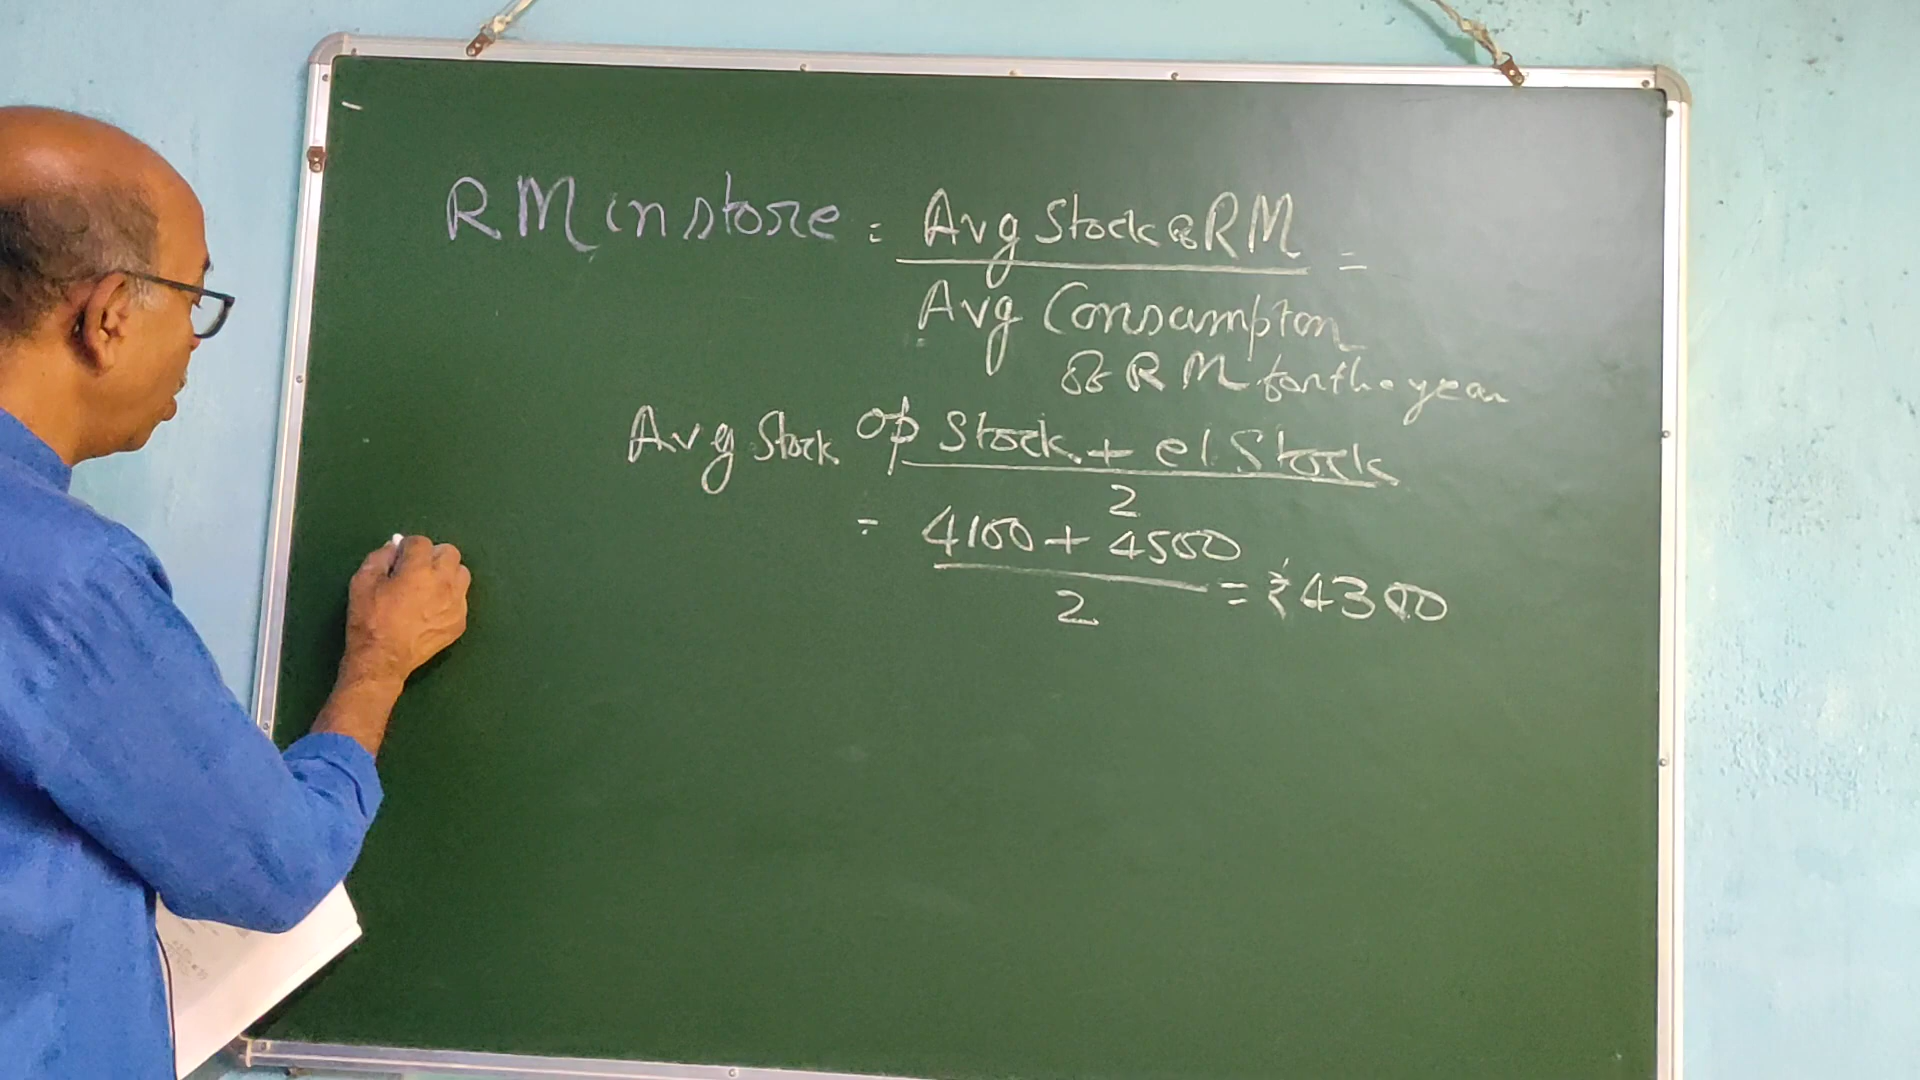 RM in store = Avg Stock of RM =
Avg Consumpton
Of RM for the year
Avg Stock Op Stock + cl Stock
2
= 4100 + 4500
2 = ₹4300